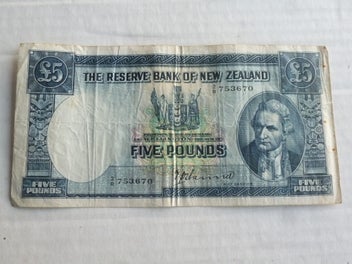 £5 £5
THE RESERVE BANK OF NEW ZEALAND
753670
FIVE POUNDS
753670
FIVE POUNDS
FIVE POUNDS